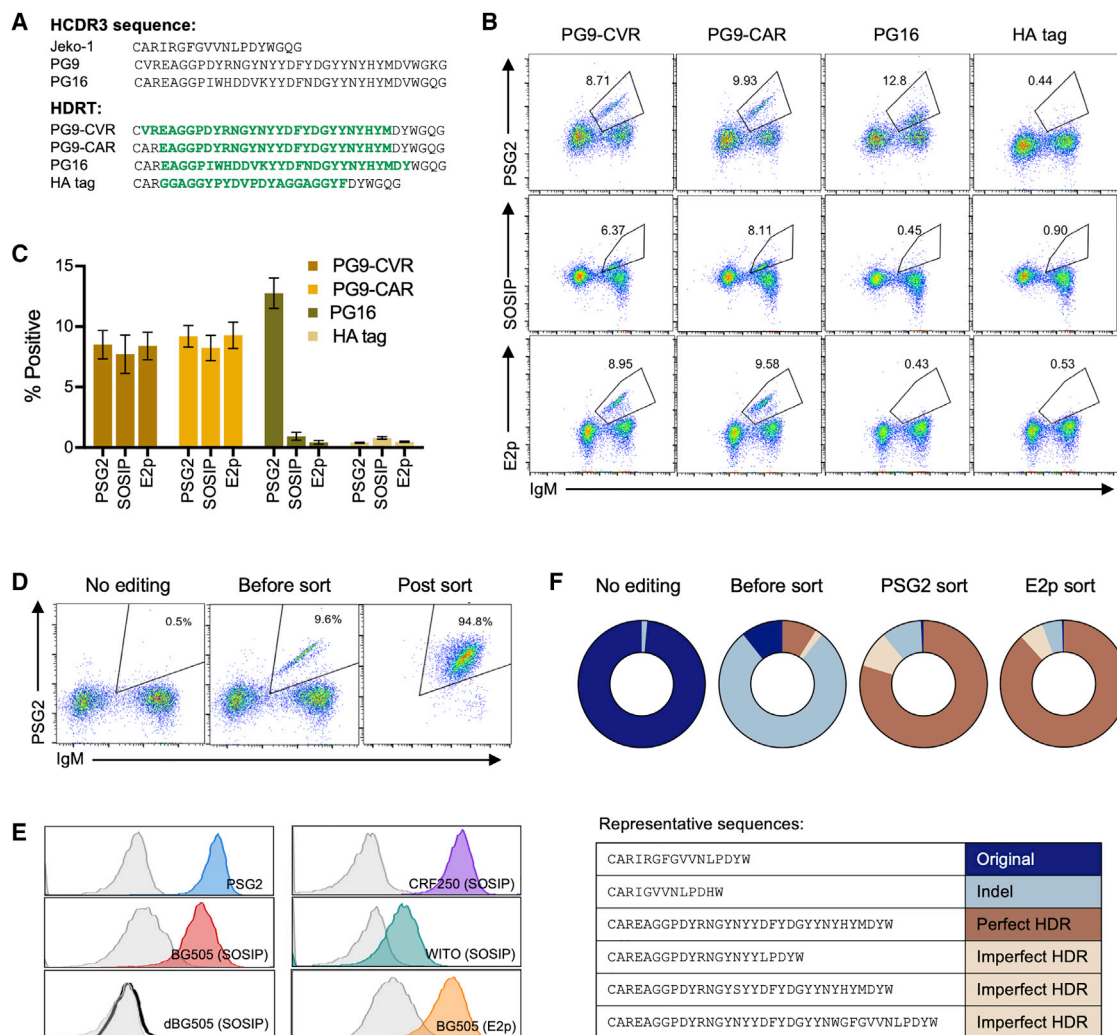 A
HCDR3 sequence:
Jeko-1 CARIRGFGVVNLPDYWGQG
PG9 CVREAGGPDYRNGYNYYDFYDGYYNYHYMDVWGKG
PG16 CAREAGGPIWHDDVKYYDFNDGYYNYHYMDVWGQG
HDRT:
PG9-CVR CVREAGGPDYRNGYNYYDFYDGYYNYHYMDYWGQG
PG9-CAR CAREAGGPDYRNGYNYYDFYDGYYNYHYMDYWGQG
PG16 CAREAGGPIWHDDVKYYDFNDGYYNYHYMDYWGQG
HA tag CARGGAGGYPYDVPDYAGGAGGYFDYWGQG
B
PG9-CVR PG9-CAR PG16 HA tag
PSG2
8.71 9.93 12.8 0.44
SOSIP
6.37 8.11 0.45 0.90
E2p
8.95 9.58 0.43 0.53
IgM
C
% Positive
15
10
5
0
PG9-CVR
PG9-CAR
PG16
HA tag
PSG2 SOSIP E2p PSG2 SOSIP E2p PSG2 SOSIP E2p PSG2 SOSIP E2p
D
No editing Before sort Post sort
PSG2
0.5% 9.6% 94.8%
IgM
E
PSG2
CRF250 (SOSIP)
BG505 (SOSIP)
WITO (SOSIP)
dBG505 (SOSIP)
BG505 (E2p)
F
No editing Before sort PSG2 sort E2p sort
Representative sequences:
CARIRGFGVVNLPDYW Original
CARIGVVNLPDHW Indel
CAREAGGPDYRNGYNYYDFYDGYYNYHYMDYW Perfect HDR
CAREAGGPDYRNGYNYYLPDYW Imperfect HDR
CAREAGGPDYRNGYSYYDFYDGYYNYHYMDYW Imperfect HDR
CAREAGGPDYRNGYNYYDFYDGYYNWGFGVVNLPDYW Imperfect HDR